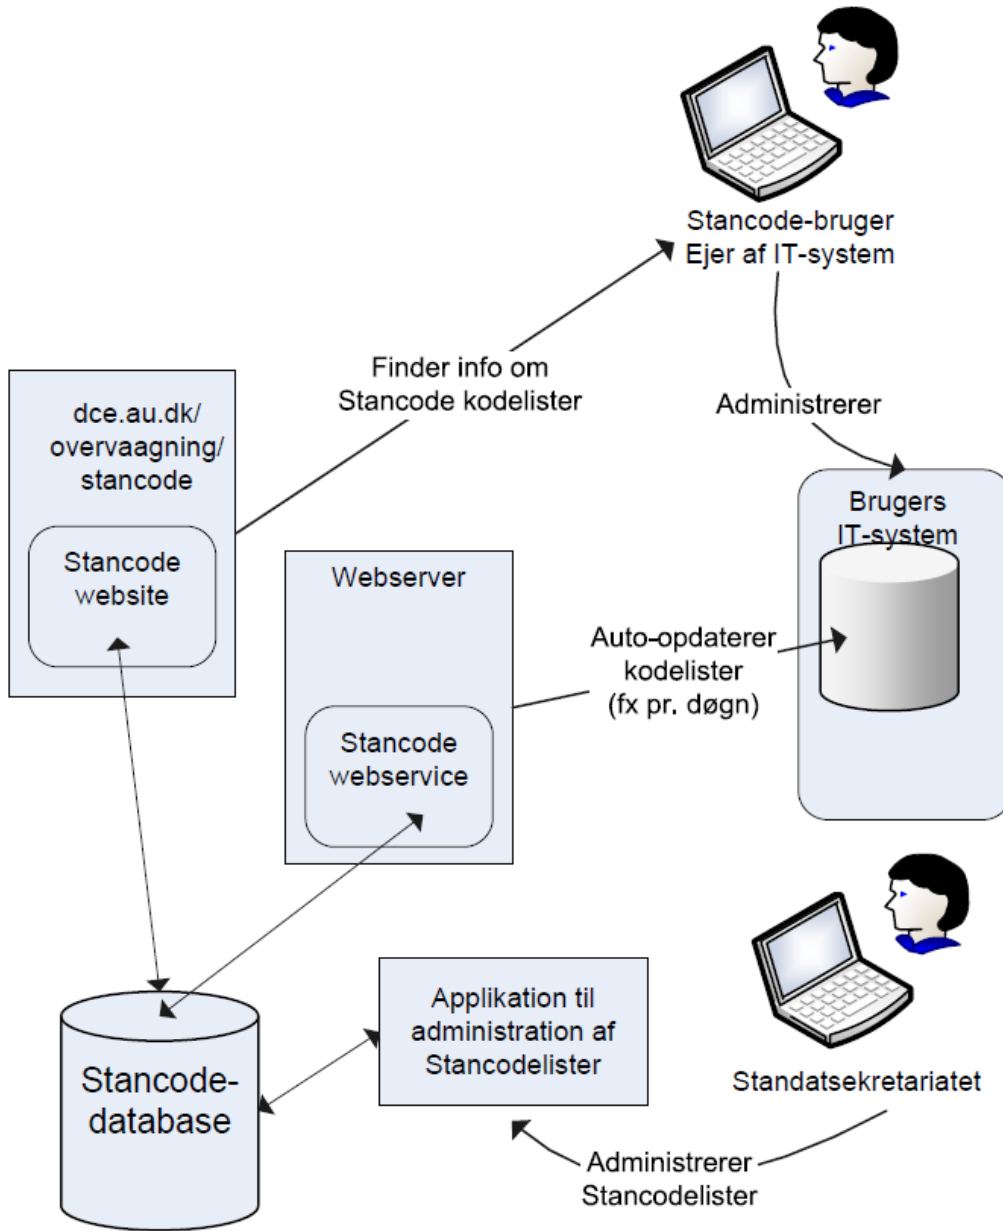 Stancode-bruger
Ejer af IT-system
Finder info om
Stancode kodelister
Administrerer
dce.au.dk/
overvaagning/
stancode
Stancode
website
Brugers
IT-system
Webserver
Auto-opdaterer
kodelister
(fx pr. døgn)
Stancode
webservice
Applikation til
administration af
Stancodelister
Stancode-
database
Standatsekretariatet
Administrerer
Stancodelister